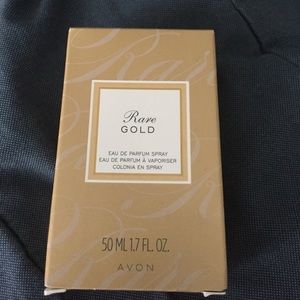 Rare
GOLD
EAU DE PARFUM SPRAY
EAU DE PARFUM À VAPORISER
COLONIA EN SPRAY
50 ML 1.7 FL. OZ.
AVON